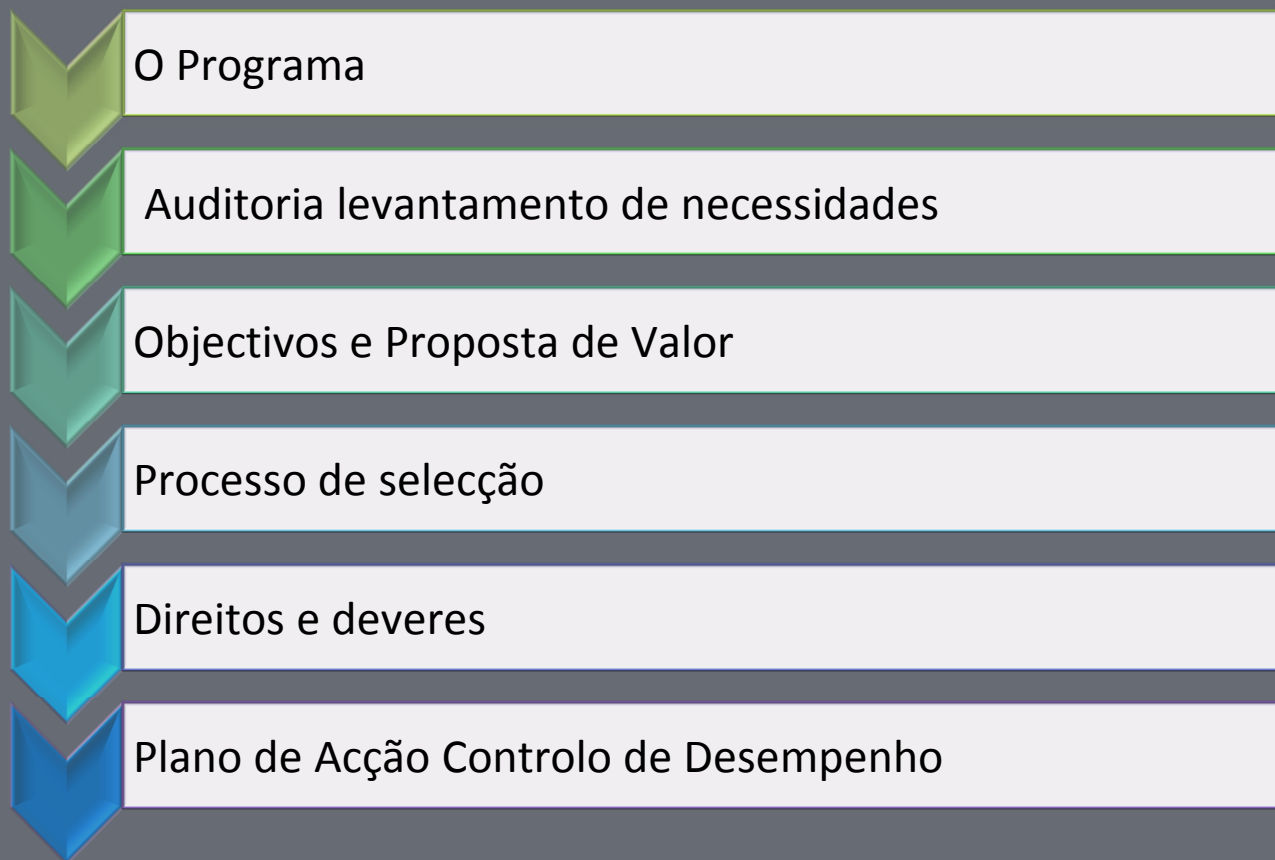 O Programa
Auditoria levantamento de necessidades
Objectivos e Proposta de Valor
Processo de selecção
Direitos e deveres
Plano de Acção Controlo de Desempenho